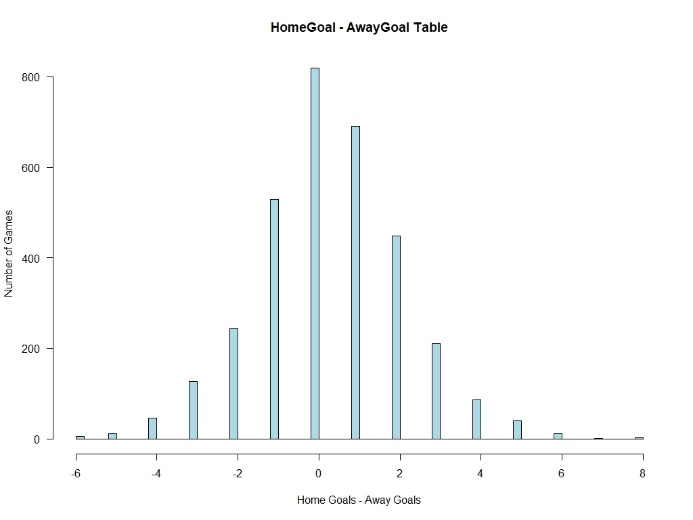 HomeGoal - AwayGoal Table
800
600
400
200
0
Number of Games
-6 -4 -2 0 2 4 6 8
Home Goals - Away Goals